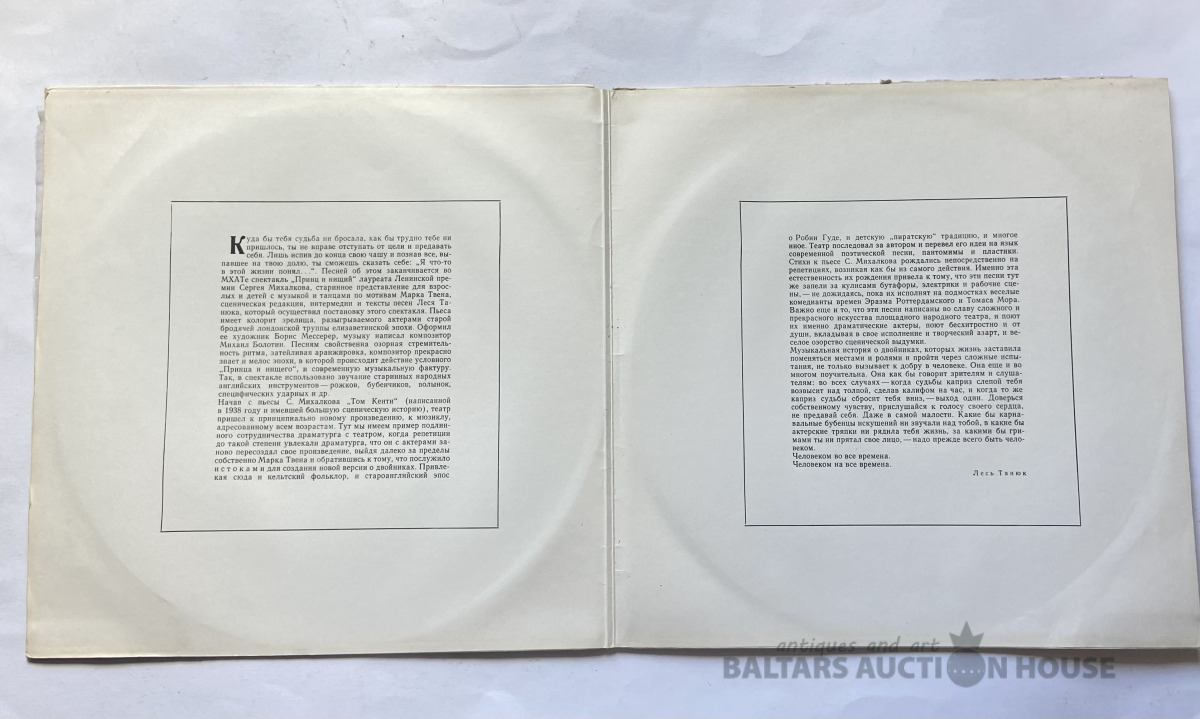 Куда бы тебя судьба ни бросала, как бы трудно тебе ни
пришлось, ты не вправе отступать от цели и предавать
себя. Лишь испив до конца свою чашу и познав все, вы-
павшее на твою долю, ты сможешь сказать себе: „Я что-то
в этой жизни понял...“. Песней об этом заканчивается во
МХАТе спектакль „Принц и нищий“ лауреата Ленинской пре-
мии Сергея Михалкова, старинное представление для взрос-
лых и детей с музыкой и танцами по мотивам Марка Твена,
сценическая редакция, интермедии и тексты песен Леся Та-
нюка, который осуществил постановку этого спектакля. Пьеса
имеет колорит зрелища, разыгрываемого актерами старой
бродячей лондонской труппы елизаветинской эпохи. Оформил
ее художник Борис Мессерер, музыку написал композитор
Михаил Болотин. Песням свойственна озорная стремитель-
ность ритма, затейливая аранжировка, композитор прекрасно
знает и мелос эпохи, в которой происходит действие условного
„Принца и нищего“, и современную музыкальную фактуру.
Так, в спектакле использовано звучание старинных народных
английских инструментов — рожков, бубенчиков, волынок,
специфических ударных и др.
Начав с пьесы С. Михалкова „Том Кенти“ (написанной
в 1938 году и имевшей большую сценическую историю), театр
пришел к принципиально новому произведению, к мюзиклу,
адресованному всем возрастам. Тут мы имеем пример подлин-
ного сотрудничества драматурга с театром, когда репетиции
до такой степени увлекали драматурга, что он с актерами за-
ново пересоздал свое произведение, выйдя далеко за пределы
собственно Марка Твена и обратившись к тому, что послужило
истоками для создания новой версии о двойниках. Привле-
кая сюда и кельтский фольклор, и староанглийский эпос
о Робин Гуде, и детскую „пиратскую“ традицию, и многое
иное. Театр последовал за автором и перевел его идеи на язык
современной поэтической песни, пантомимы и пластики.
Стихи к пьесе С. Михалкова рождались непосредственно на
репетициях, возникая как бы из самого действия. Именно эта
естественность их рождения привела к тому, что эти песни тут
же запели за кулисами бутафоры, электрики и рабочие сце-
ны, — не дожидаясь, пока их исполнят на подмостках веселые
комедианты времен Эразма Роттердамского и Томаса Мора.
Важно еще и то, что эти песни написаны во славу сложного и
прекрасного искусства площадного народного театра, и поют
их именно драматические актеры, поют бесхитростно и от
души, вкладывая в свое исполнение и творческий азарт, и ве-
селое озорство сценической выдумки.
Музыкальная история о двойниках, которых жизнь заставила
поменяться местами и ролями и пройти через сложные испы-
тания, не только взывает к добру в человеке. Она еще и во
многом поучительна. Она как бы говорит зрителям и слуша-
телям: во всех случаях — когда судьбы каприз слепой тебя
возвысит над толпой, сделав калифом на час, и когда то же
каприз судьбы сбросит тебя вниз, — выход один. Доверься
собственному чувству, прислушайся к голосу своего сердца,
не предавай себя. Даже в самой малости. Какие бы карна-
вальные бубенцы искушений ни звучали над тобой, в какие бы
актерские тряпки ни рядила тебя жизнь, за какими бы гри-
мами ты ни прятал свое лицо, — надо прежде всего быть чело-
веком.
Человеком во все времена.
Человеком на все времена.
Лесь Танюк
antiques and art
BALTARS AUCTION HOUSE